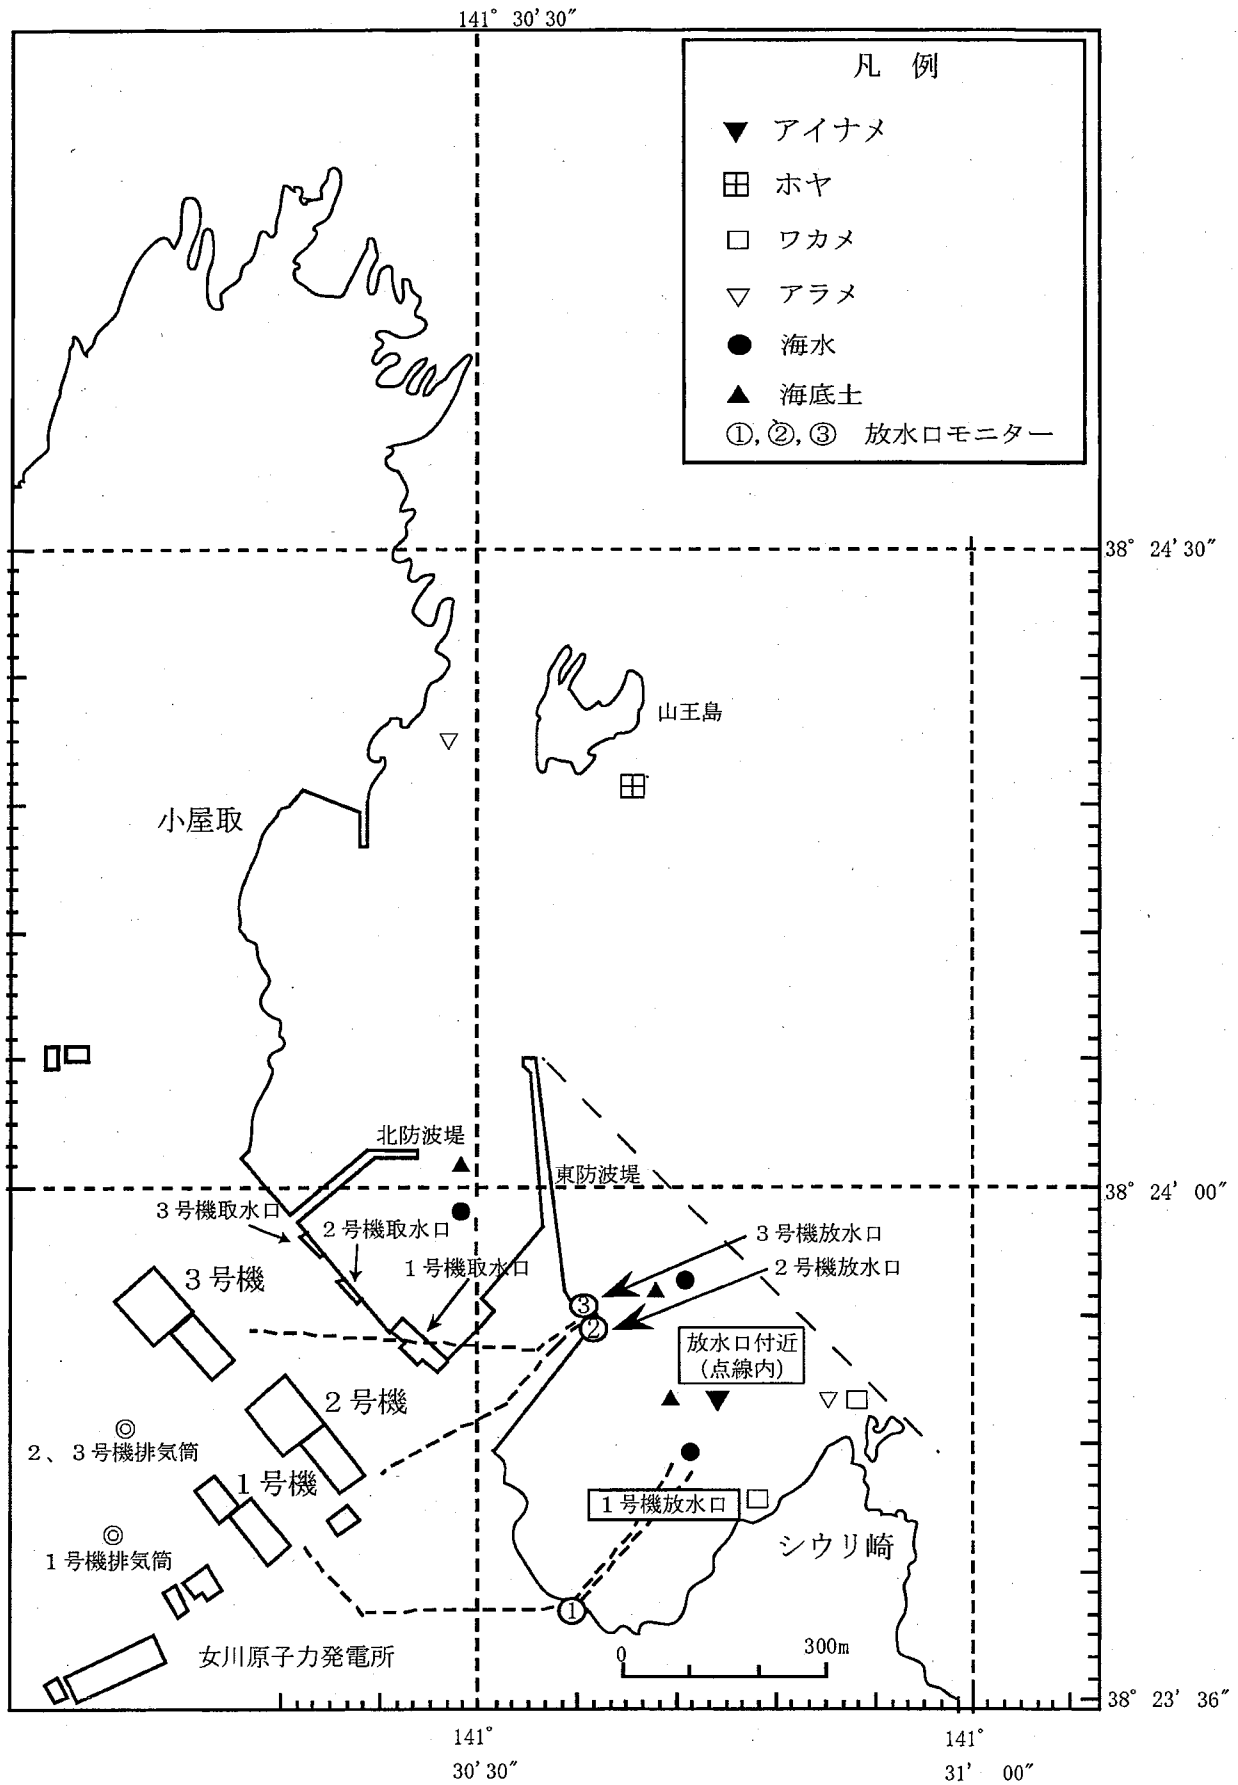 141° 30′30″
凡 例
アイナメ
ホヤ
ワカメ
アラメ
海水
海底土
①,②,③ 放水口モニター
38° 24′30″
山王島
小屋取
北防波堤
東防波堤
38° 24′ 00″
3号機取水口
2号機取水口
1号機取水口
3号機放水口
2号機放水口
3号機
③
②
放水口付近
(点線内)
2号機
2、3号機排気筒
1号機
1号機放水口
シウリ崎
1号機排気筒
①
女川原子力発電所
0 300m
38° 23′ 36″
141°
30′30″
141°
31′ 00″